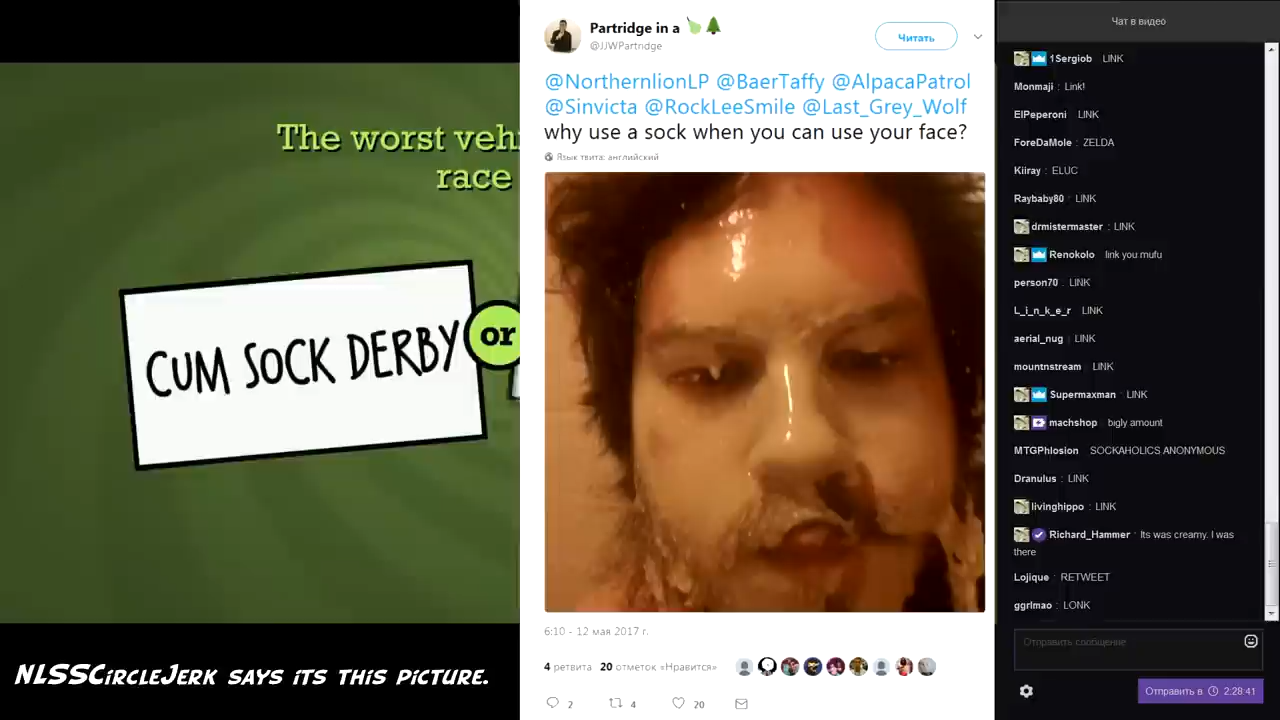 The worst veh
race
CUM SOCK DERBY
or
NLSSCircleJerk says its this picture.
Partridge in a
@JJWPartridge
Читать
@NorthernlionLP @BaerTaffy @AlpacaPatrol
@Sinvicta @RockLeeSmile @Last_Grey_Wolf
why use a sock when you can use your face?
Язык твита: английский
6:10 - 12 мая 2017 г.
4 ретвита 20 отметок «Нравится»
2 4 20
Чат в видео
1Sergiob LINK
Monmaji : Link!
ElPeperoni LINK
ForeDaMole : ZELDA
Kiiray : ELUC
Raybaby80 : LINK
drmistermaster : LINK
Renokolo link you mufu
person70 : LINK
L_i_n_k_e_r LINK
aerial_nug : LINK
mountnstream LINK
Supermaxman : LINK
machshop bigly amount
MTGPhlosion SOCKAHOLICS ANONYMOUS
Dranulus : LINK
livinghippo : LINK
Richard_Hammer : Its was creamy. I was
there
Lojique : RETWEET
ggrlmao : LONK
Отправить сообщение
Отправить в 2:28:41